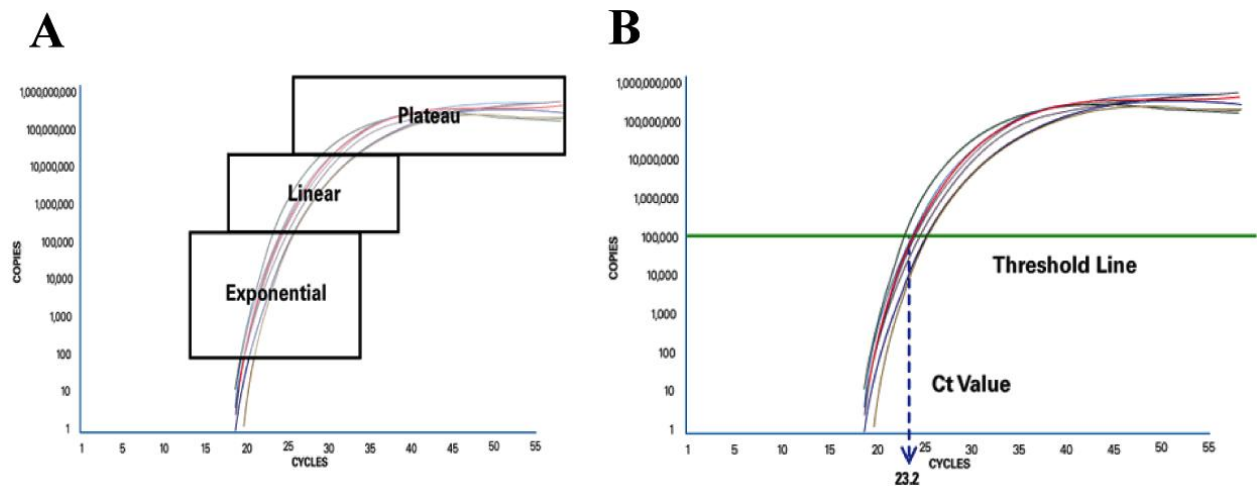 A
1,000,000,000
100,000,000
10,000,000
1,000,000
100,000
10,000
1,000
100
10
1
COPIES
Plateau
Linear
Exponential
1 5 10 15 20 25 30 35 40 45 50 55
CYCLES
B
1,000,000,000
100,000,000
10,000,000
1,000,000
100,000
10,000
1,000
100
10
1
COPIES
Threshold Line
Ct Value
1 5 10 15 20 25 30 35 40 45 50 55
CYCLES
23.2